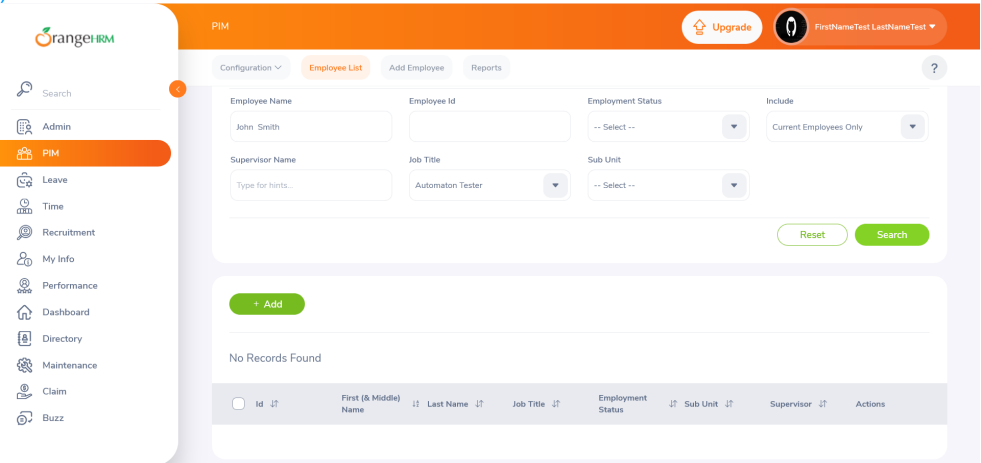 OrangeHRM
PIM
Upgrade
FirstNameTest LastNameTest
Configuration
Employee List
Add Employee
Reports
?
Search
Admin
PIM
Leave
Time
Recruitment
My Info
Performance
Dashboard
Directory
Maintenance
Claim
Buzz
Employee Name
Employee Id
Employment Status
Include
John Smith
-- Select --
Current Employees Only
Supervisor Name
Job Title
Sub Unit
Type for hints...
Automaton Tester
-- Select --
Reset
Search
+ Add
No Records Found
Id
First (& Middle)
Name
Last Name
Job Title
Employment
Status
Sub Unit
Supervisor
Actions